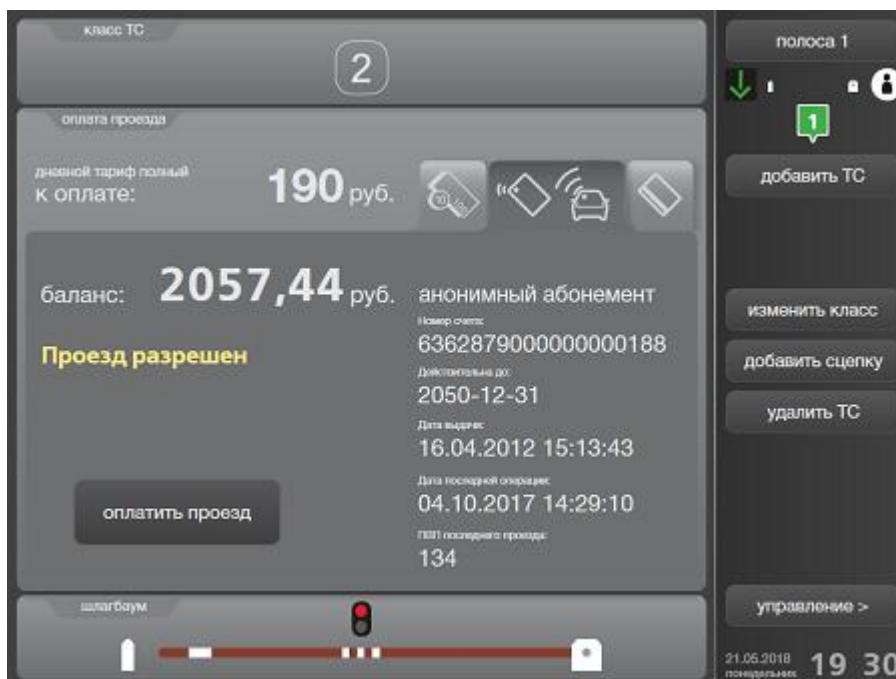 класс ТС
2
оплата проезда
дневной тариф полный
к оплате:
190 руб.
баланс:
2057,44 руб.
Проезд разрешен
оплатить проезд
анонимный абонемент
Номер счета:
6362879000000000188
Действительна до:
2050-12-31
Дата выдачи:
16.04.2012 15:13:43
Дата последней операции:
04.10.2017 14:29:10
ПВП последнего проезда:
134
шлагбаум
полоса 1
1
добавить ТС
изменить класс
добавить сцепку
удалить ТС
управление >
21.05.2018
понедельник
19 30